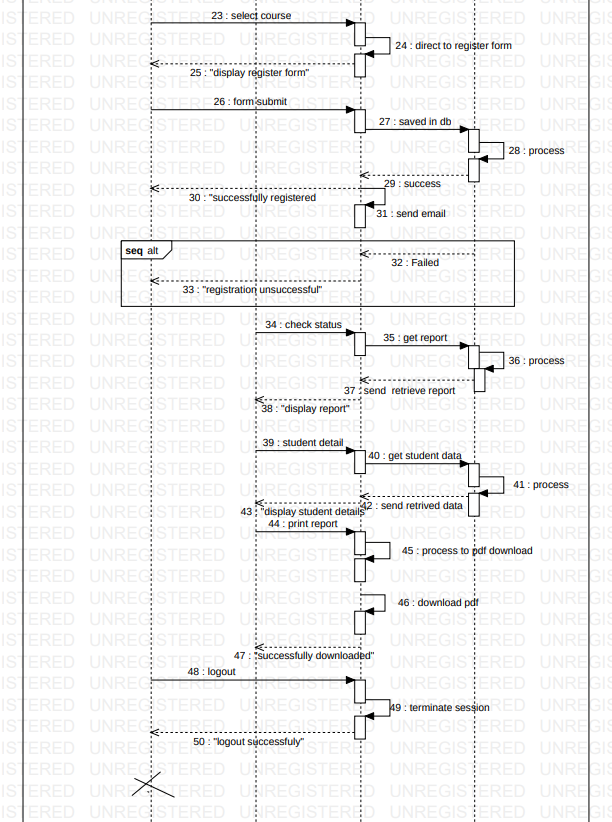 23 : select course
24 : direct to register form
25 : "display register form"
26 : form submit
27 : saved in db
28 : process
29 : success
30 : "successfully registered
31 : send email
seq alt
32 : Failed
33 : "registration unsuccessful"
34 : check status
35 : get report
36 : process
37 : send retrieve report
38 : "display report"
39 : student detail
40 : get student data
41 : process
42 : send retrived data
43 : "display student details"
44 : print report
45 : process to pdf download
46 : download pdf
47 : "successfully downloaded"
48 : logout
49 : terminate session
50 : "logout successfuly"
UNREGISTERED